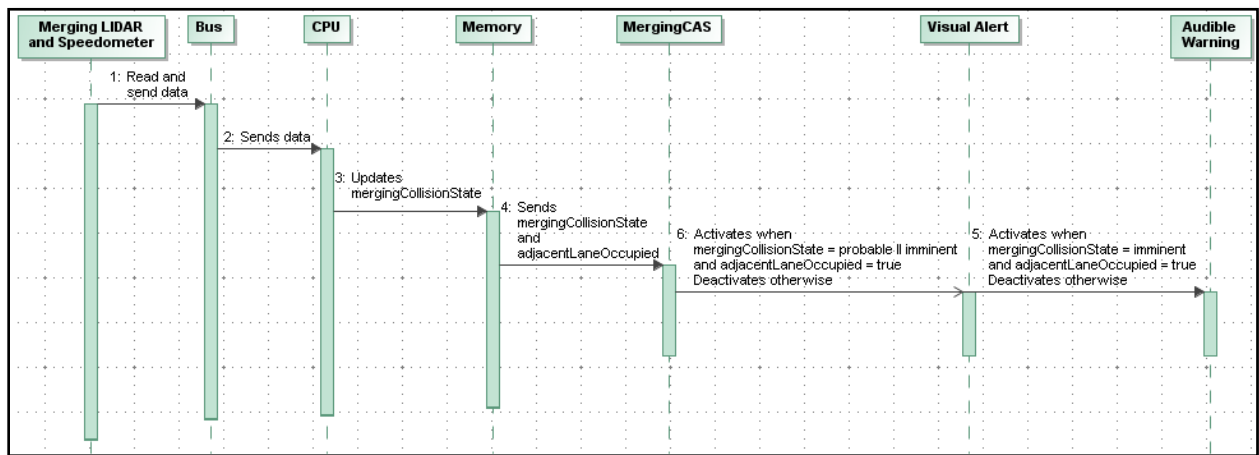 Merging LIDAR
and Speedometer
Bus
CPU
Memory
MergingCAS
Visual Alert
Audible
Warning
1: Read and
send data
2: Sends data
3: Updates
mergingCollisionState
4: Sends
mergingCollisionState
and
adjacentLaneOccupied
6: Activates when
mergingCollisionState = probable II imminent
and adjacentLaneOccupied = true
Deactivates otherwise
5: Activates when
mergingCollisionState = imminent
and adjacentLaneOccupied = true
Deactivates otherwise